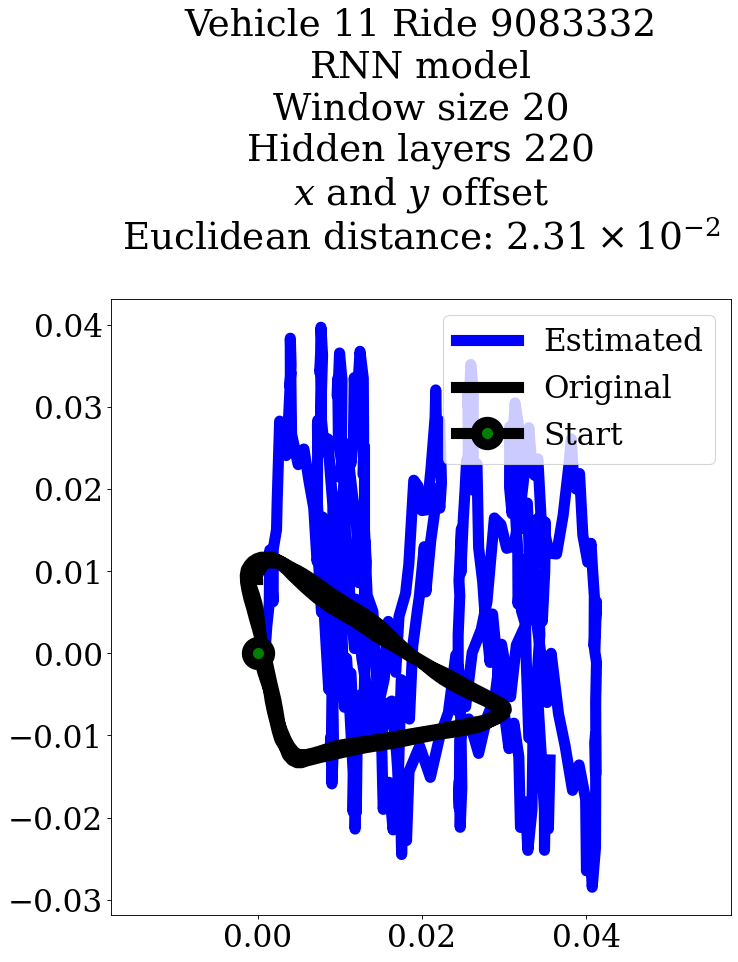 Vehicle 11 Ride 9083332
RNN model
Window size 20
Hidden layers 220
x and y offset
Euclidean distance: 2.31 × 10⁻²
Estimated
Original
Start
0.04
0.03
0.02
0.01
0.00
−0.01
−0.02
−0.03
0.00 0.02 0.04